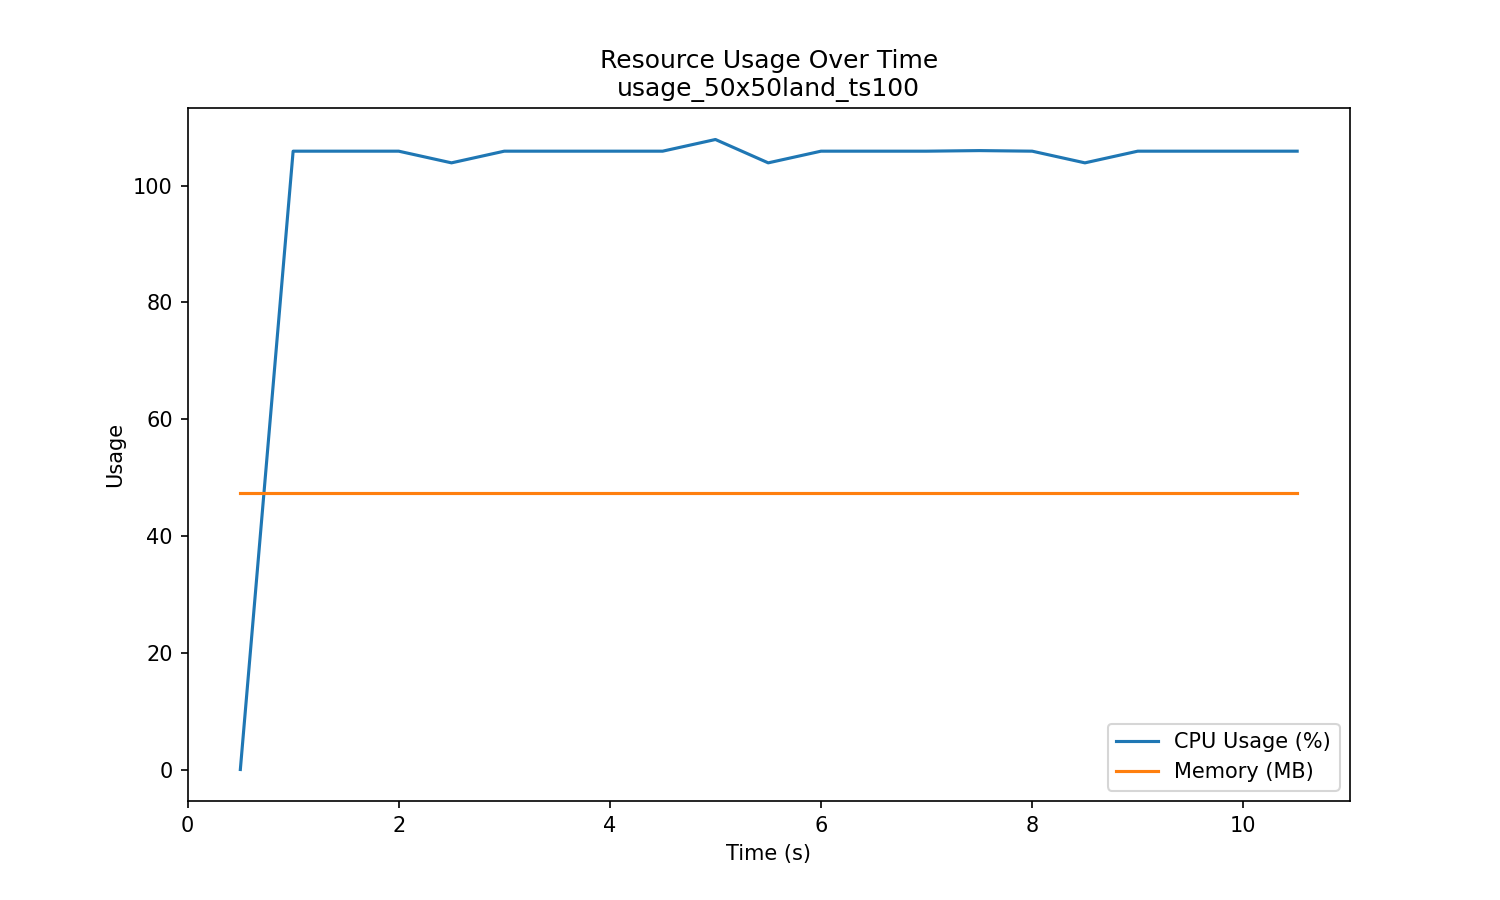 Resource Usage Over Time
usage_50x50land_ts100
100
80
60
40
20
0
Usage
0 2 4 6 8 10
Time (s)
CPU Usage (%)
Memory (MB)